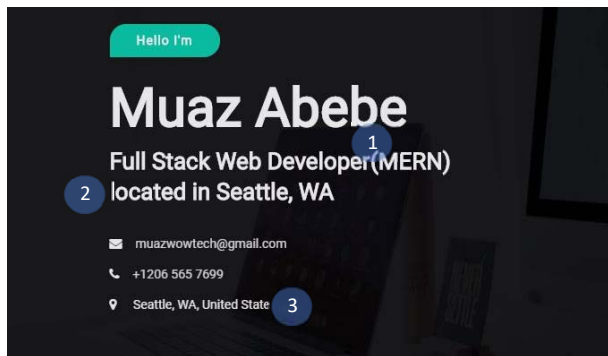 Hello I'm
Muaz Abebe
1
Full Stack Web Developer(MERN)
2 located in Seattle, WA
muazwowtech@gmail.com
+1206 565 7699
Seattle, WA, United State 3